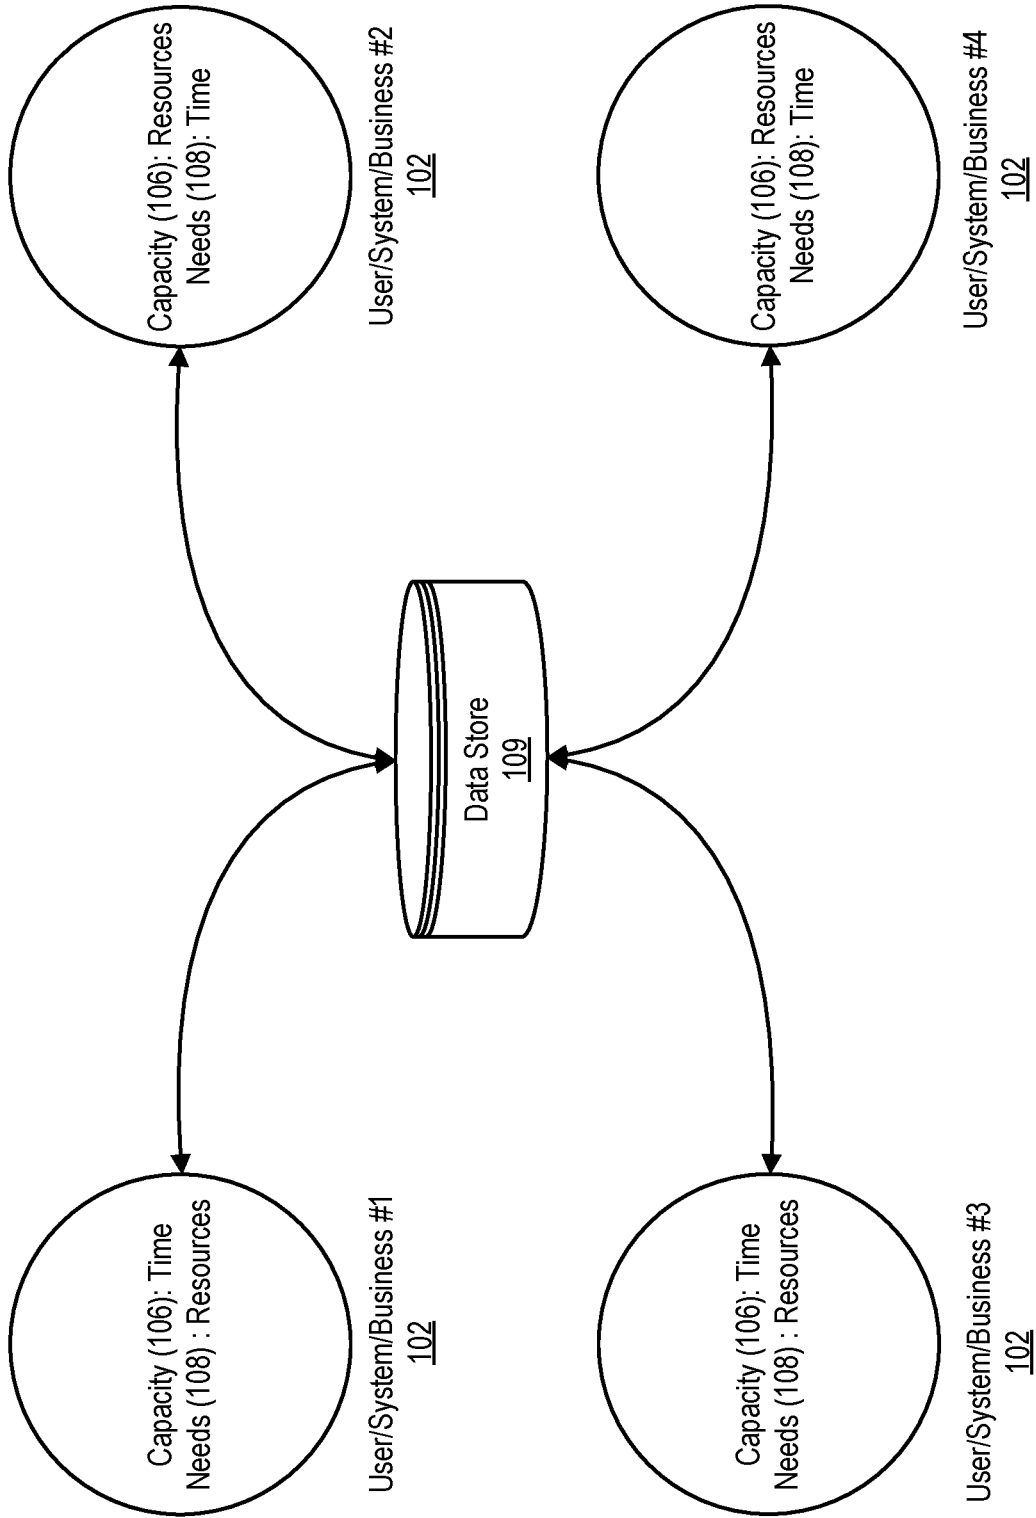 Capacity (106): Time
Needs (108) : Resources
User/System/Business #1
102
Capacity (106): Resources
Needs (108): Time
User/System/Business #2
102
Data Store
109
Capacity (106): Time
Needs (108) : Resources
User/System/Business #3
102
Capacity (106): Resources
Needs (108): Time
User/System/Business #4
102